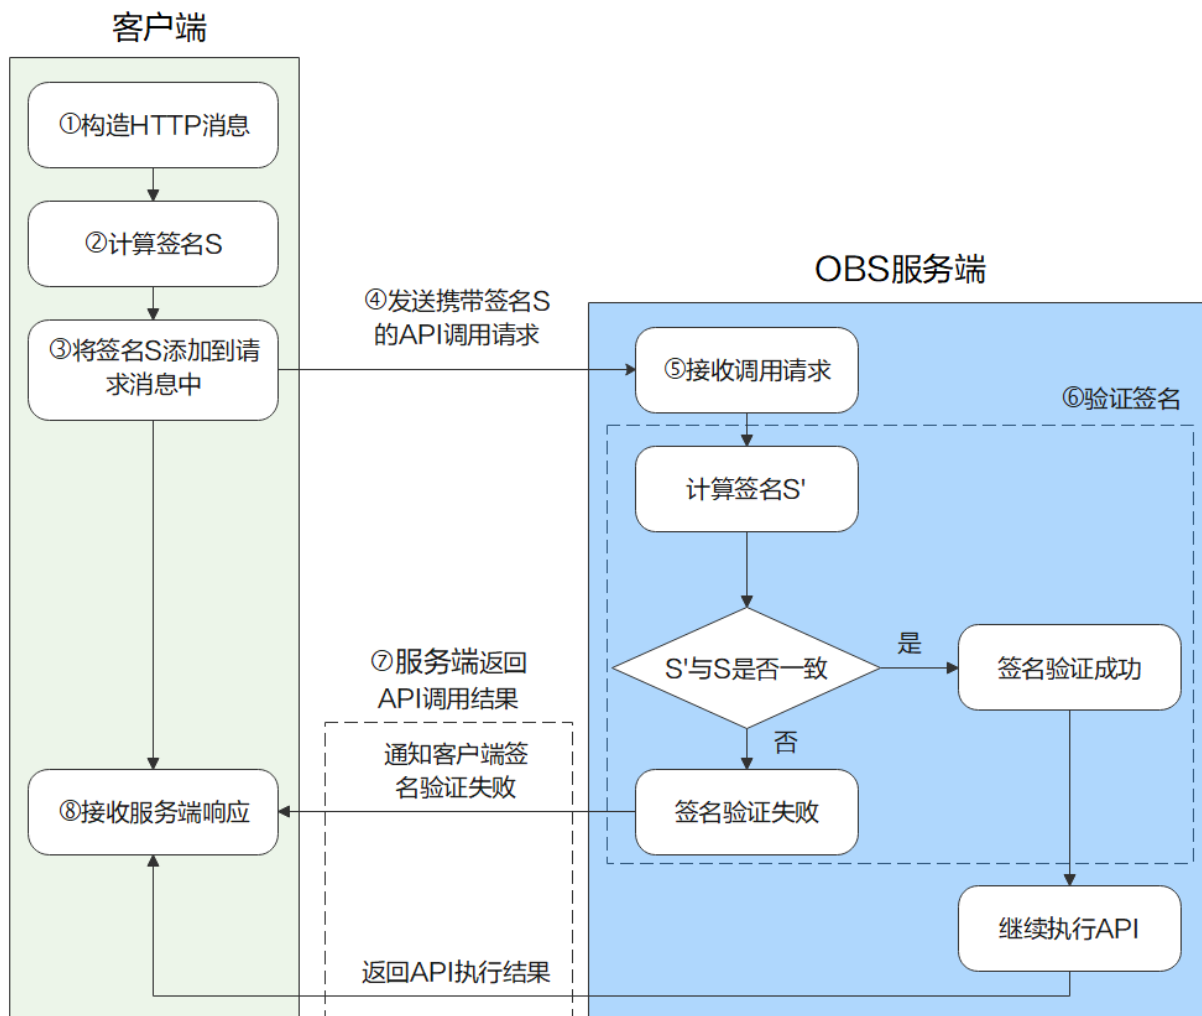 客户端
①构造HTTP消息
②计算签名S
③将签名S添加到请
求消息中
④发送携带签名S
的API调用请求
OBS服务端
⑤接收调用请求
⑥验证签名
计算签名S'
S'与S是否一致
是
签名验证成功
否
签名验证失败
⑦服务端返回
API调用结果
通知客户端签
名验证失败
⑧接收服务端响应
继续执行API
返回API执行结果